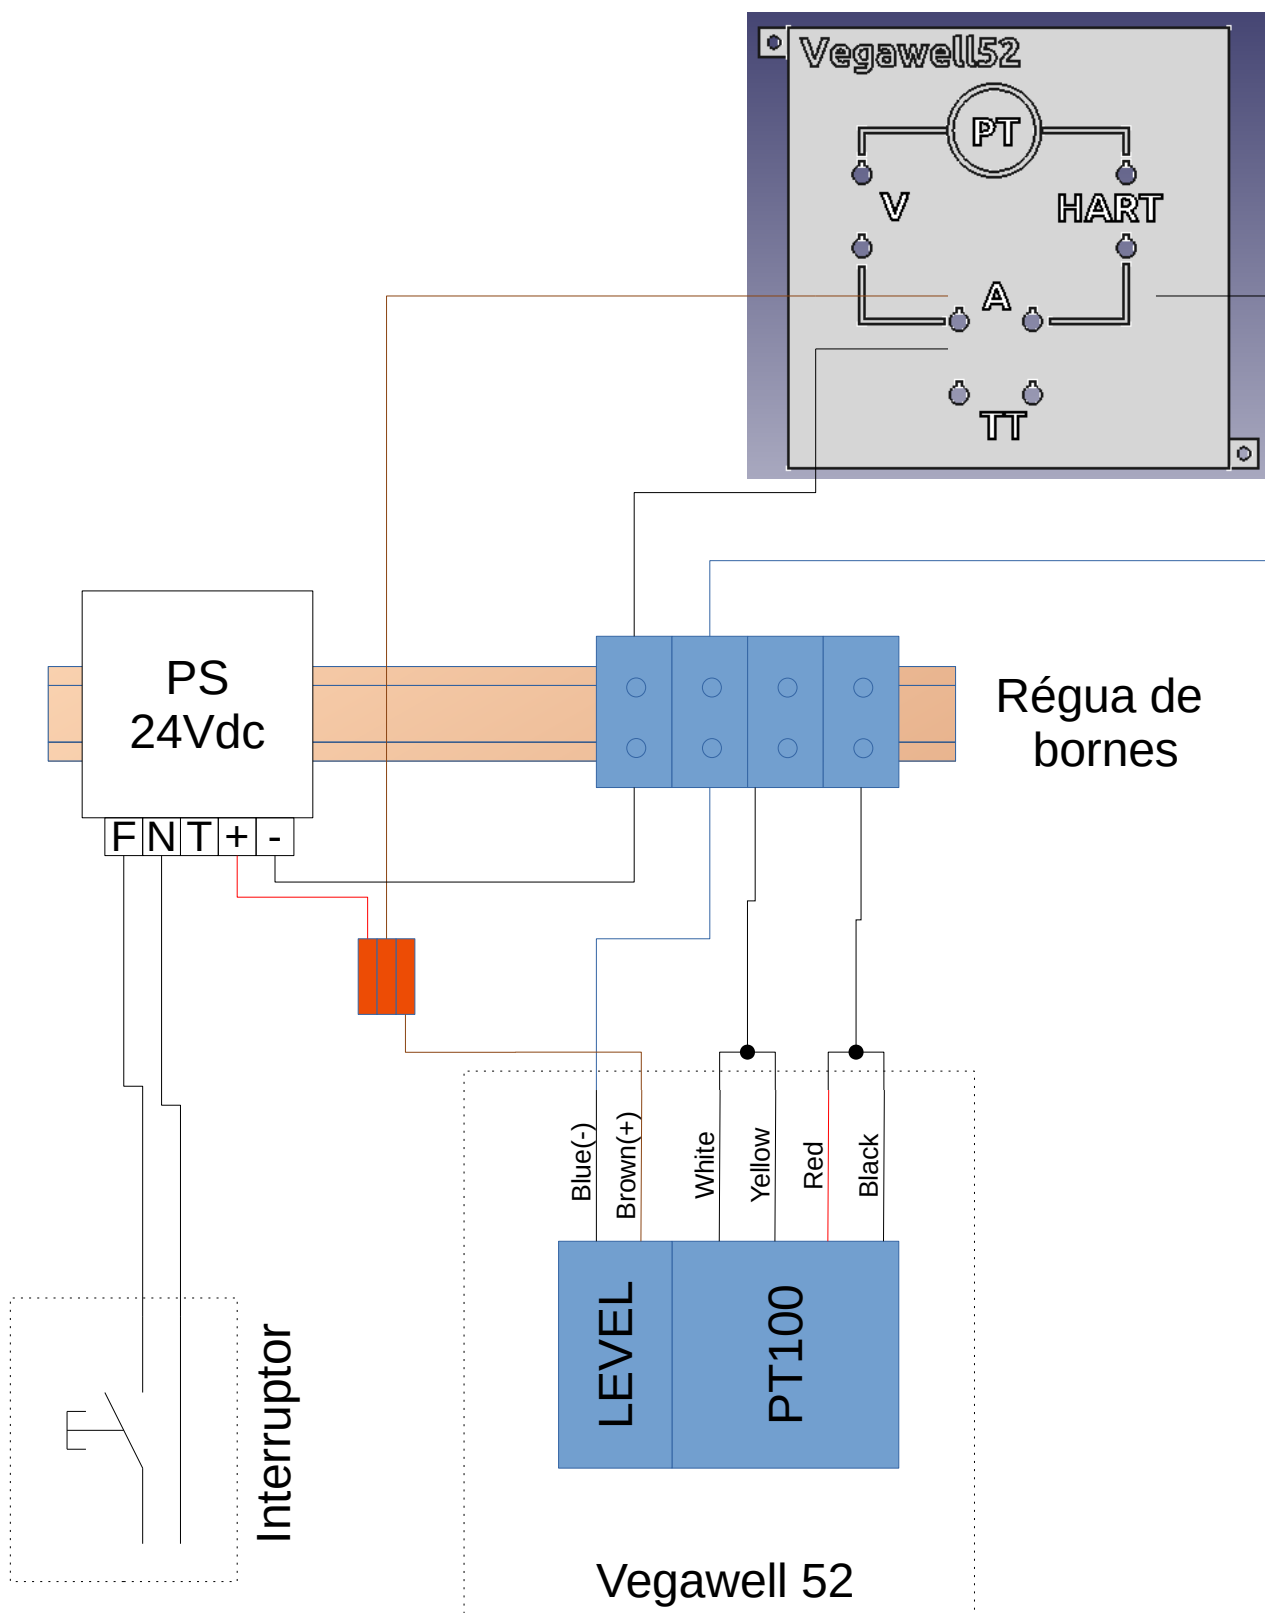 Vegawell52
PT
V
HART
A
TT
PS
24Vdc
F N T + -
Régua de
bornes
Blue(-)
Brown(+)
White
Yellow
Red
Black
LEVEL
PT100
Interruptor
Vegawell 52